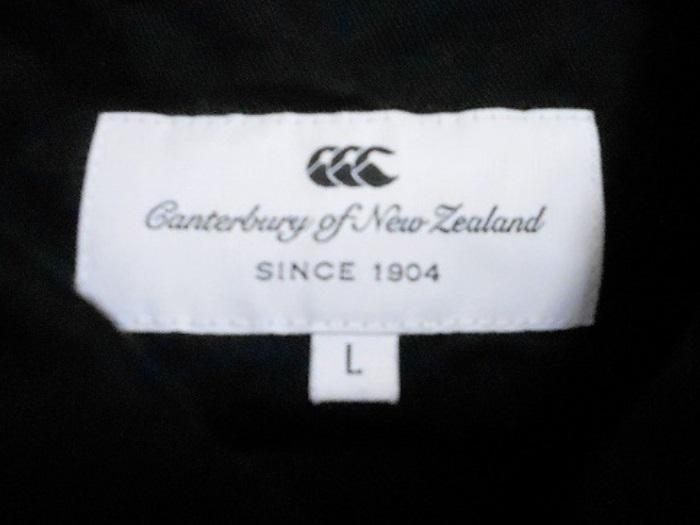 Canterbury of New Zealand
SINCE 1904
L